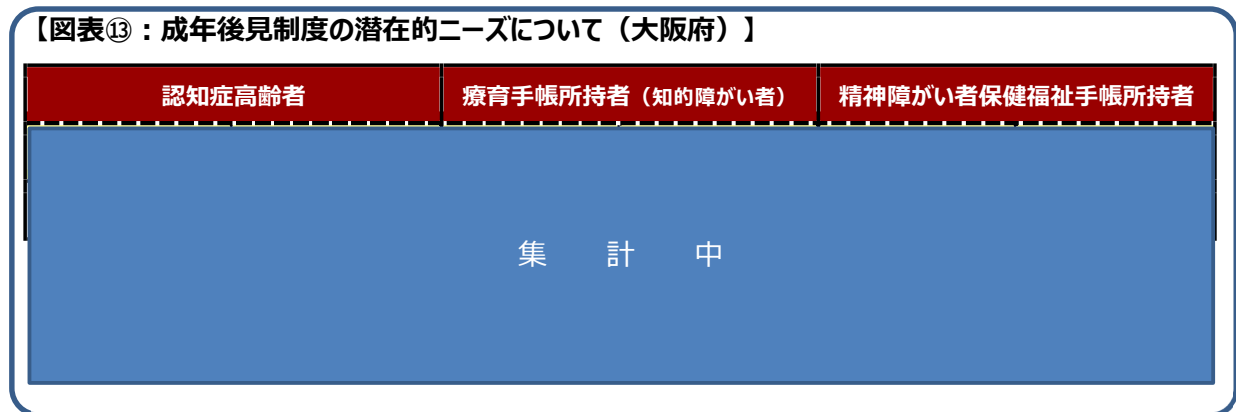 【図表⑬：成年後見制度の潜在的ニーズについて（大阪府）】
認知症高齢者 療育手帳所持者（知的障がい者） 精神障がい者保健福祉手帳所持者
集 計 中